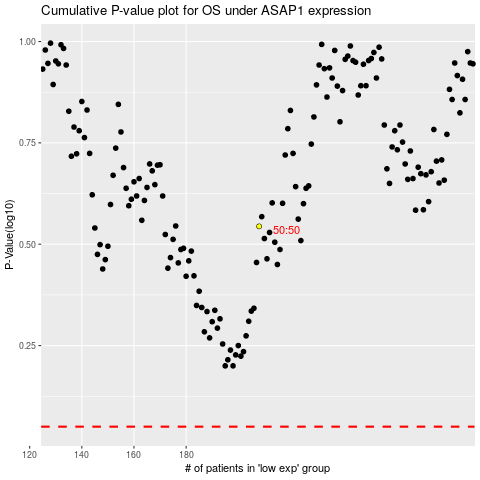 Cumulative P-value plot for OS under ASAP1 expression
P-Value(log10)
1.00
0.75
0.50
0.25
50:50
120 140 160 180
# of patients in 'low exp' group